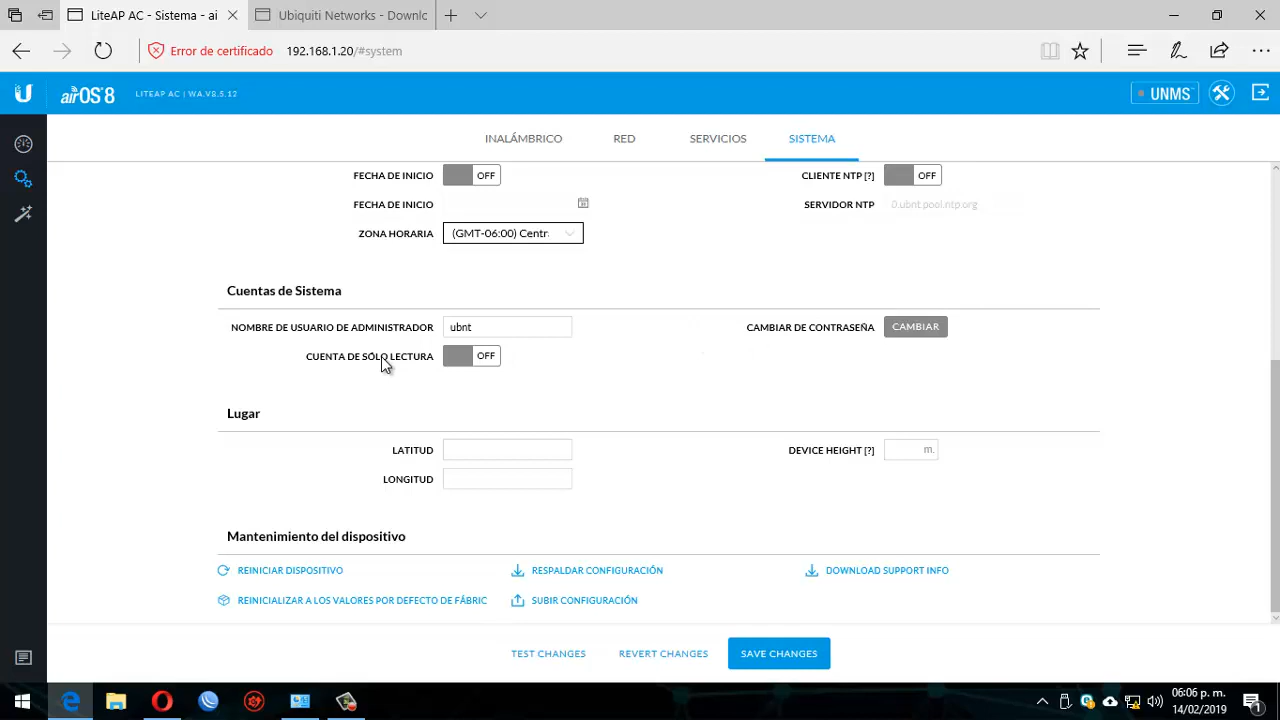 LiteAP AC
LiteAP
Error de certificado 192.168.1.20/#system
airOS 8 LITEAP AC | WA.V8.5.12 UNMS
INALÁMBRICO RED SERVICIOS SISTEMA
FECHA DE INICIO OFF CLIENTE NTP [?] OFF
FECHA DE INICIO SERVIDOR NTP 0.ubnt.pool.ntp.org
ZONA HORARIA (GMT-06:00) Centr
Cuentas de Sistema
NOMBRE DE USUARIO DE ADMINISTRADOR ubnt CAMBIAR DE CONTRASEÑA CAMBIAR
CUENTA DE SÓLO LECTURA OFF
Lugar
LATITUD DEVICE HEIGHT [?] m.
LONGITUD
Mantenimiento del dispositivo
REINICIAR DISPOSITIVO RESPALDAR CONFIGURACIÓN DOWNLOAD SUPPORT INFO
REINICIALIZAR A LOS VALORES POR DEFECTO DE FÁBRIC SUBIR CONFIGURACIÓN
TEST CHANGES REVERT CHANGES SAVE CHANGES
06:06 p. m.
14/02/2019
1